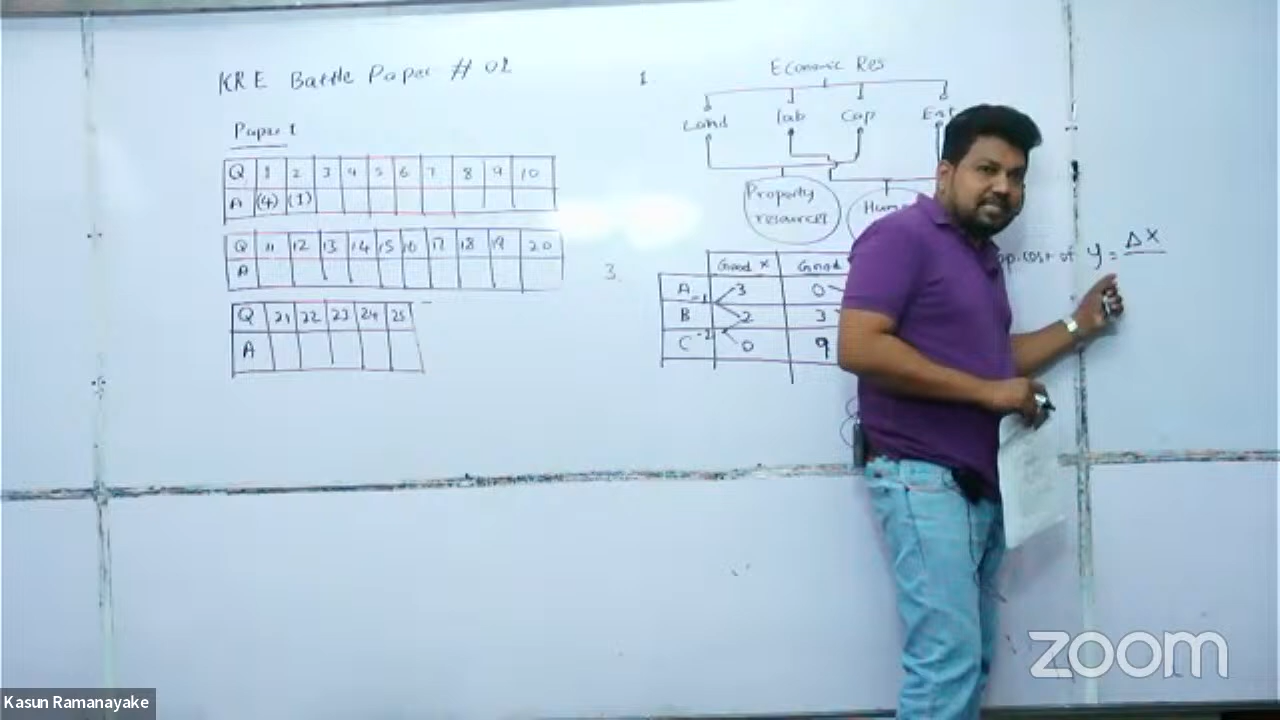 KRE Battle Paper # 01
Paper 1
Q 1 2 3 4 5 6 7 8 9 10
A (4) (1)
Q 11 12 13 14 15 16 17 18 19 20
A
Q 21 22 23 24 25
A
1. Economic Res
Land lab Cap Ent
Property
resources
3.
Good X Good
A 3 0
-1
B 2 3
-2
C 0 9
op.cost of y = ΔX
zoom
Kasun Ramanayake